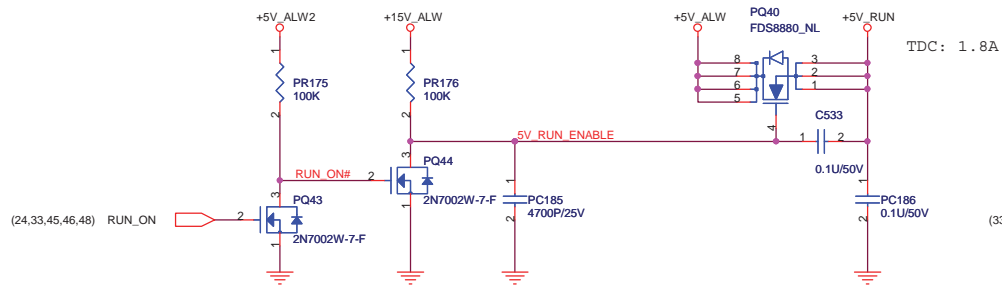 +5V_ALW2
+15V_ALW
+5V_ALW
PQ40
FDS8880_NL
+5V_RUN
TDC: 1.8A
1
1
8
7
6
5
3
2
1
PR175
100K
PR176
100K
2
2
4
C533
1
2
0.1U/50V
5V_RUN_ENABLE
3
PQ44
RUN_ON#
2
2N7002W-7-F
1
1
PC185
4700P/25V
2
1
PC186
0.1U/50V
2
3
PQ43
(24,33,45,46,48) RUN_ON
2
2N7002W-7-F
1
(33